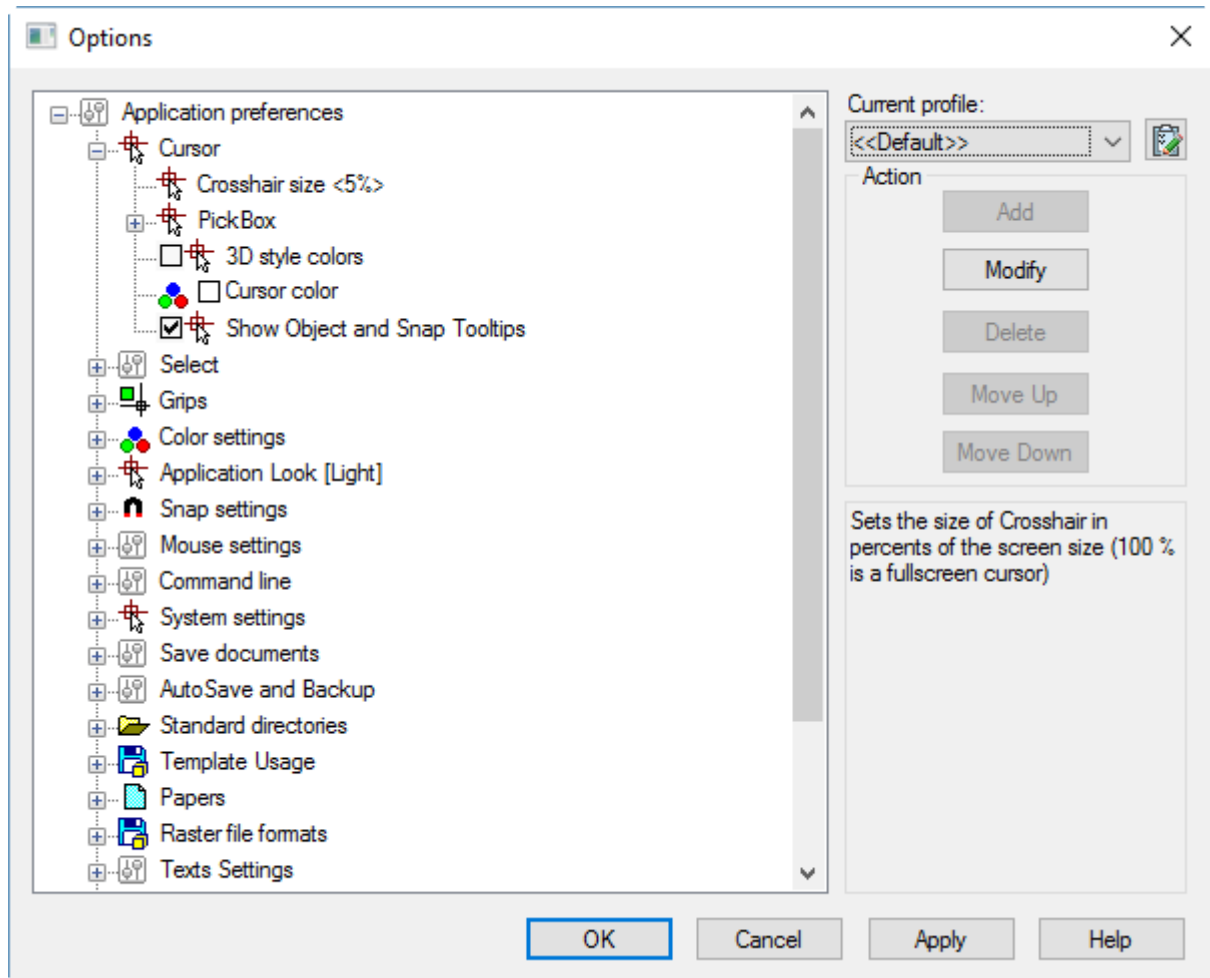 Options
Application preferences
Cursor
Crosshair size <5%>
PickBox
3D style colors
Cursor color
Show Object and Snap Tooltips
Select
Grips
Color settings
Application Look [Light]
Snap settings
Mouse settings
Command line
System settings
Save documents
AutoSave and Backup
Standard directories
Template Usage
Papers
Raster file formats
Texts Settings
Current profile:
<<Default>>
Action
Add
Modify
Delete
Move Up
Move Down
Sets the size of Crosshair in
percents of the screen size (100 %
is a fullscreen cursor)
OK
Cancel
Apply
Help